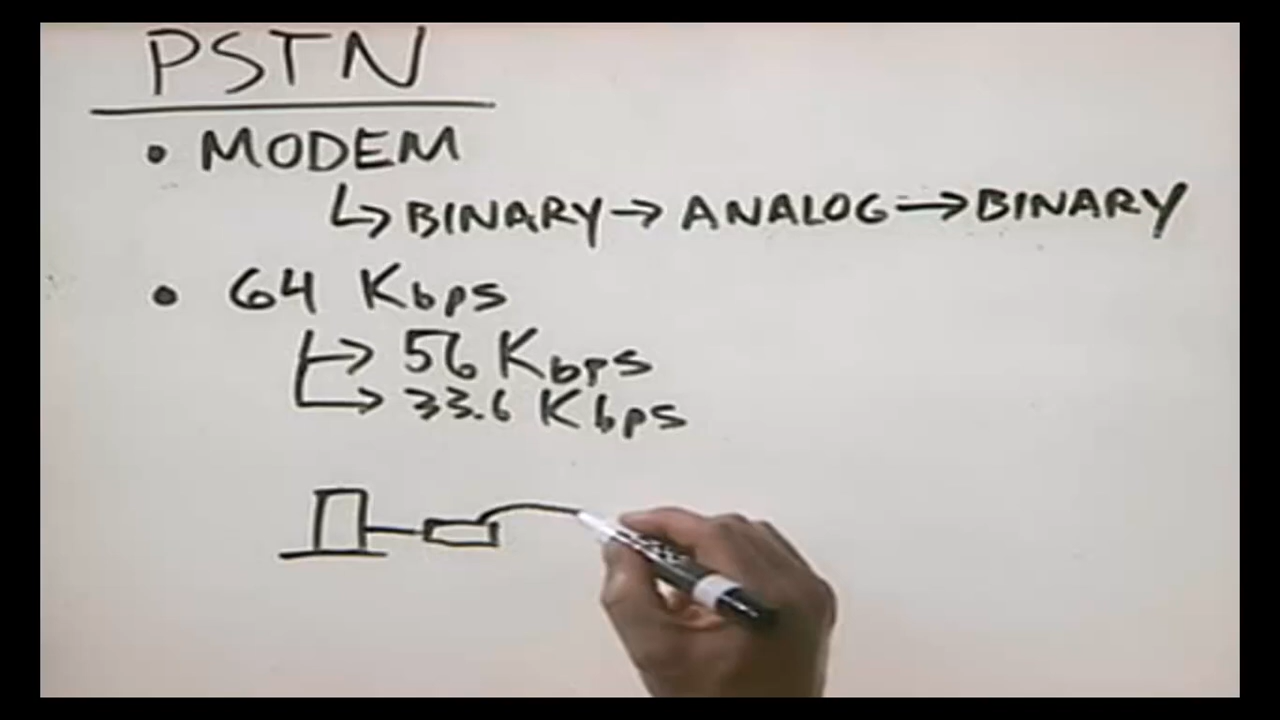 PSTN
• MODEM
↳ BINARY → ANALOG → BINARY
• 64 Kbps
→ 56 Kbps
→ 33.6 Kbps